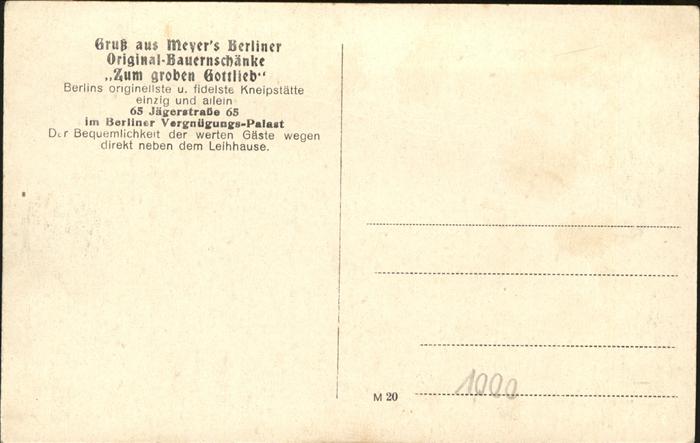 Gruß aus Meyer's Berliner
Original-Bauernschänke
„Zum groben Gottlieb“
Berlins originellste u. fidelste Kneipstätte
einzig und allein
65 Jägerstraße 65
im Berliner Vergnügungs-Palast
Der Bequemlichkeit der werten Gäste wegen
direkt neben dem Leihhause.
M 20
1000